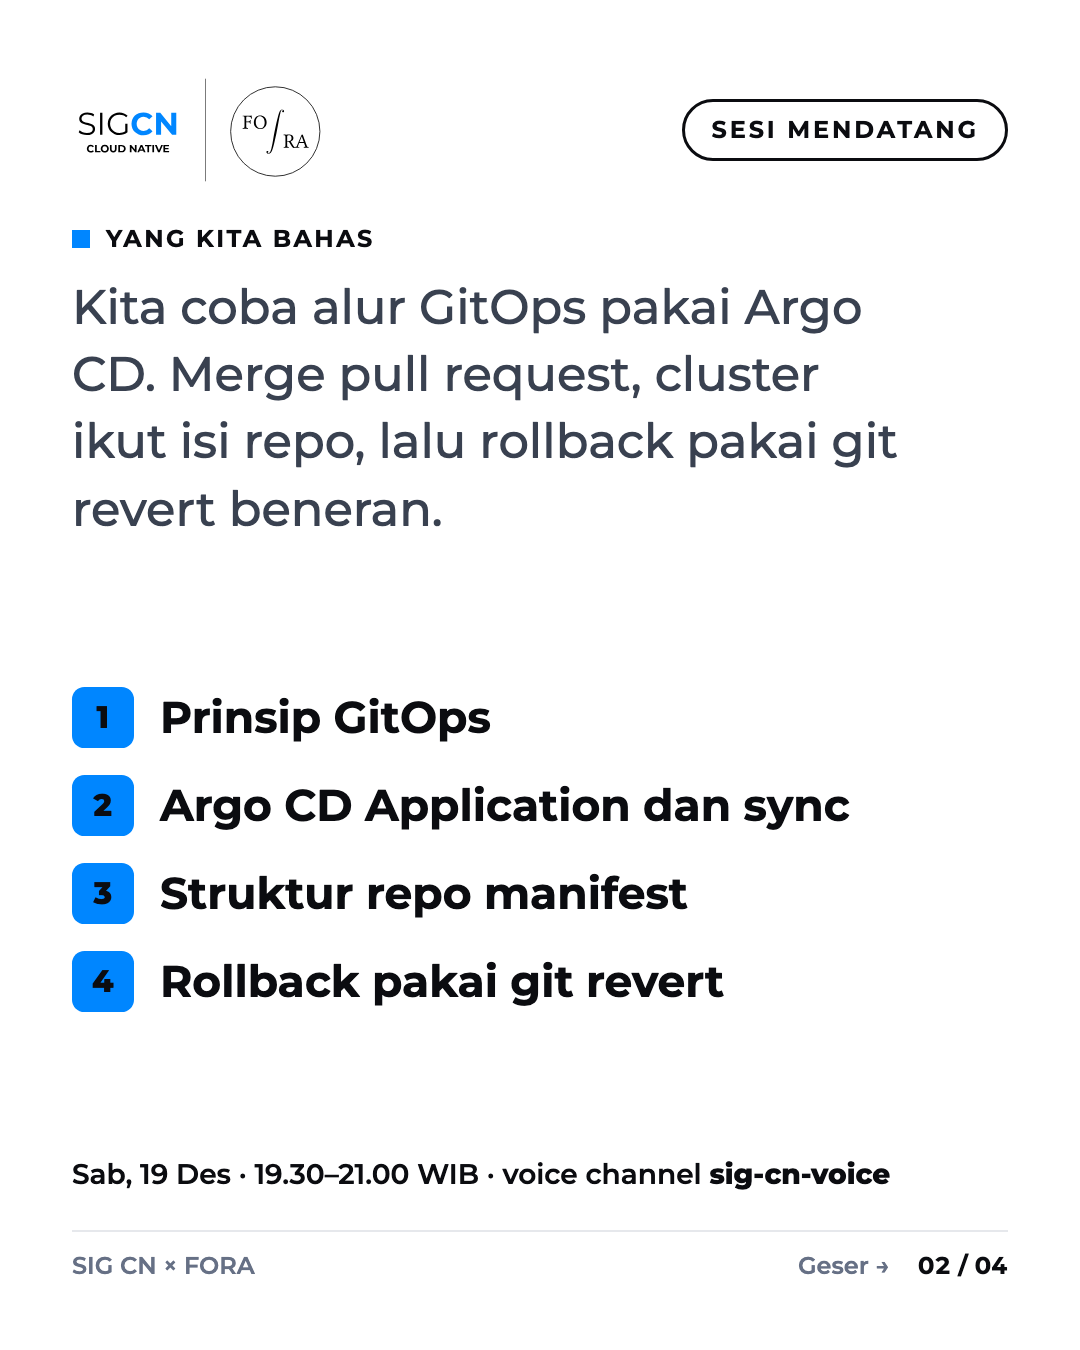 SIGCN
CLOUD NATIVE
FO RA
SESI MENDATANG
YANG KITA BAHAS
Kita coba alur GitOps pakai Argo
CD. Merge pull request, cluster
ikut isi repo, lalu rollback pakai git
revert beneran.
1 Prinsip GitOps
2 Argo CD Application dan sync
3 Struktur repo manifest
4 Rollback pakai git revert
Sab, 19 Des · 19.30–21.00 WIB · voice channel sig-cn-voice
SIG CN × FORA
Geser → 02 / 04